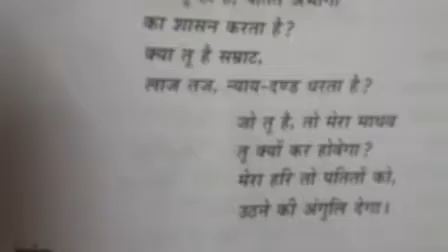 का शासन करता है?
क्या तू है सम्राट,
लाज तज, न्याय-दण्ड धरता है?
जो तू है, तो मेरा माधव
तू क्यों कर होवेगा?
मेरा हरि तो पतितों को,
उठने की अंगुलि देगा।